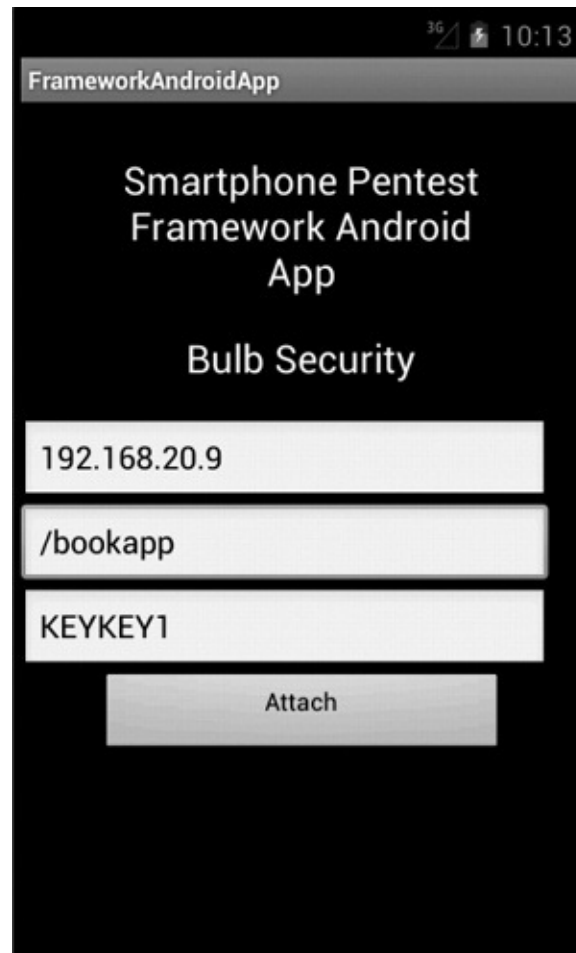 3G 10:13
FrameworkAndroidApp
Smartphone Pentest
Framework Android
App
Bulb Security
192.168.20.9
/bookapp
KEYKEY1
Attach